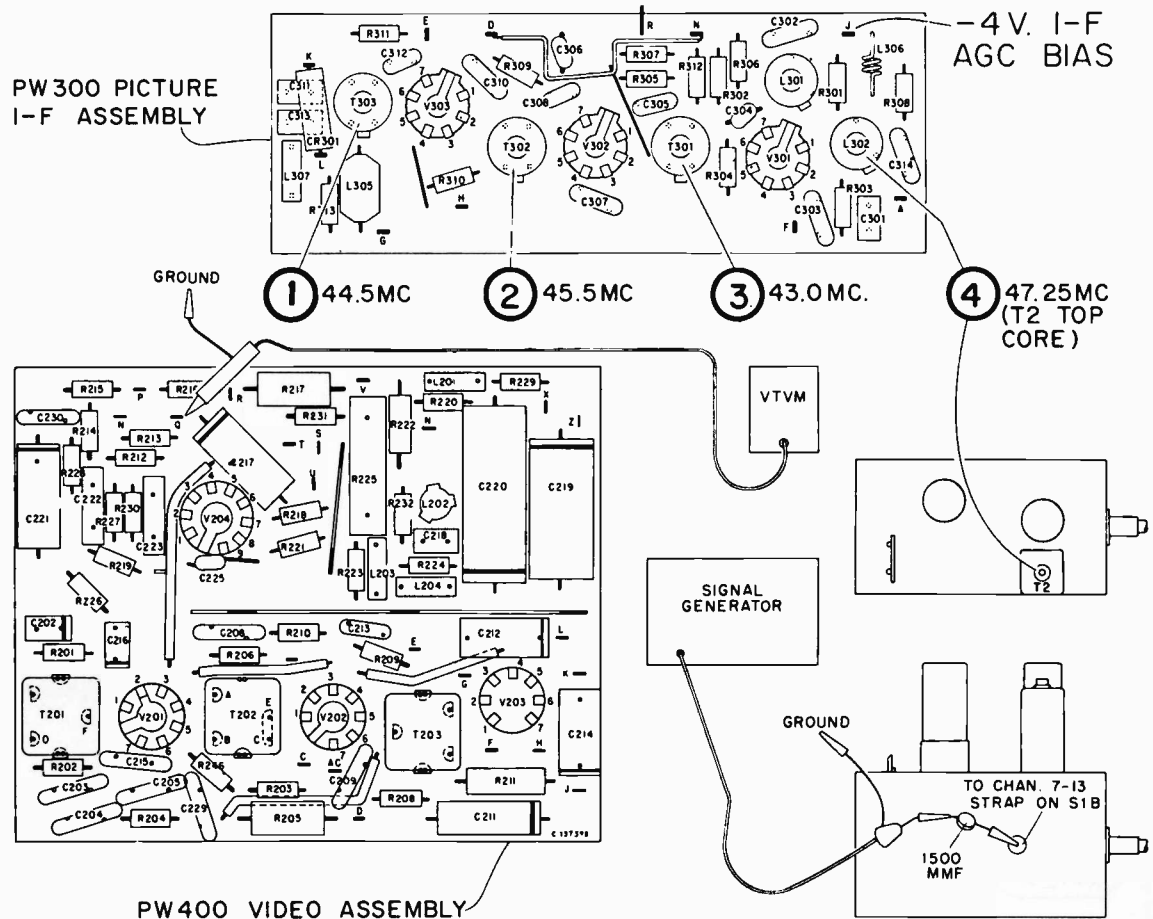 E
D
R
N
C302
J
-4V. I-F
AGC BIAS
R311
C306
L306
C312
R307
R309
R312
R306
K
C310
R305
L301
R302
R301
R308
PW300 PICTURE
I-F ASSEMBLY
C311
T303
V303
C308
C305
C304
C313
CR301
T302
V302
T301
V301
L302
C314
L
L307
L305
R310
R304
R303
H
C307
C303
C301
A
F
G
GROUND
1 44.5MC
2 45.5MC
3 43.0MC.
4 47.25MC
(T2 TOP
CORE)
R215
P
R
R217
V
L201
R229
X
VTVM
C230
R214
N
Q
R231
R220
R213
S
R222
N
Z
R212
T
C222
U
R225
C220
C219
C221
R227
R230
C223
V204
R218
R232
L202
C218
R221
R219
R223
L203
R224
C225
L204
SIGNAL
GENERATOR
T2
R226
C202
C216
C208
R210
C213
C212
L
R201
R206
R209
E
G
K
T201
F
D
V201
A
T202
E
B
C
V202
T203
V203
C214
F
H
C215
R202
R246
C
AC
C209
R211
GROUND
C203
C205
R203
R208
J
TO CHAN. 7-13
STRAP ON S1B
C204
R204
C229
R205
D
C211
C 137398
1500
MMF
PW400 VIDEO ASSEMBLY